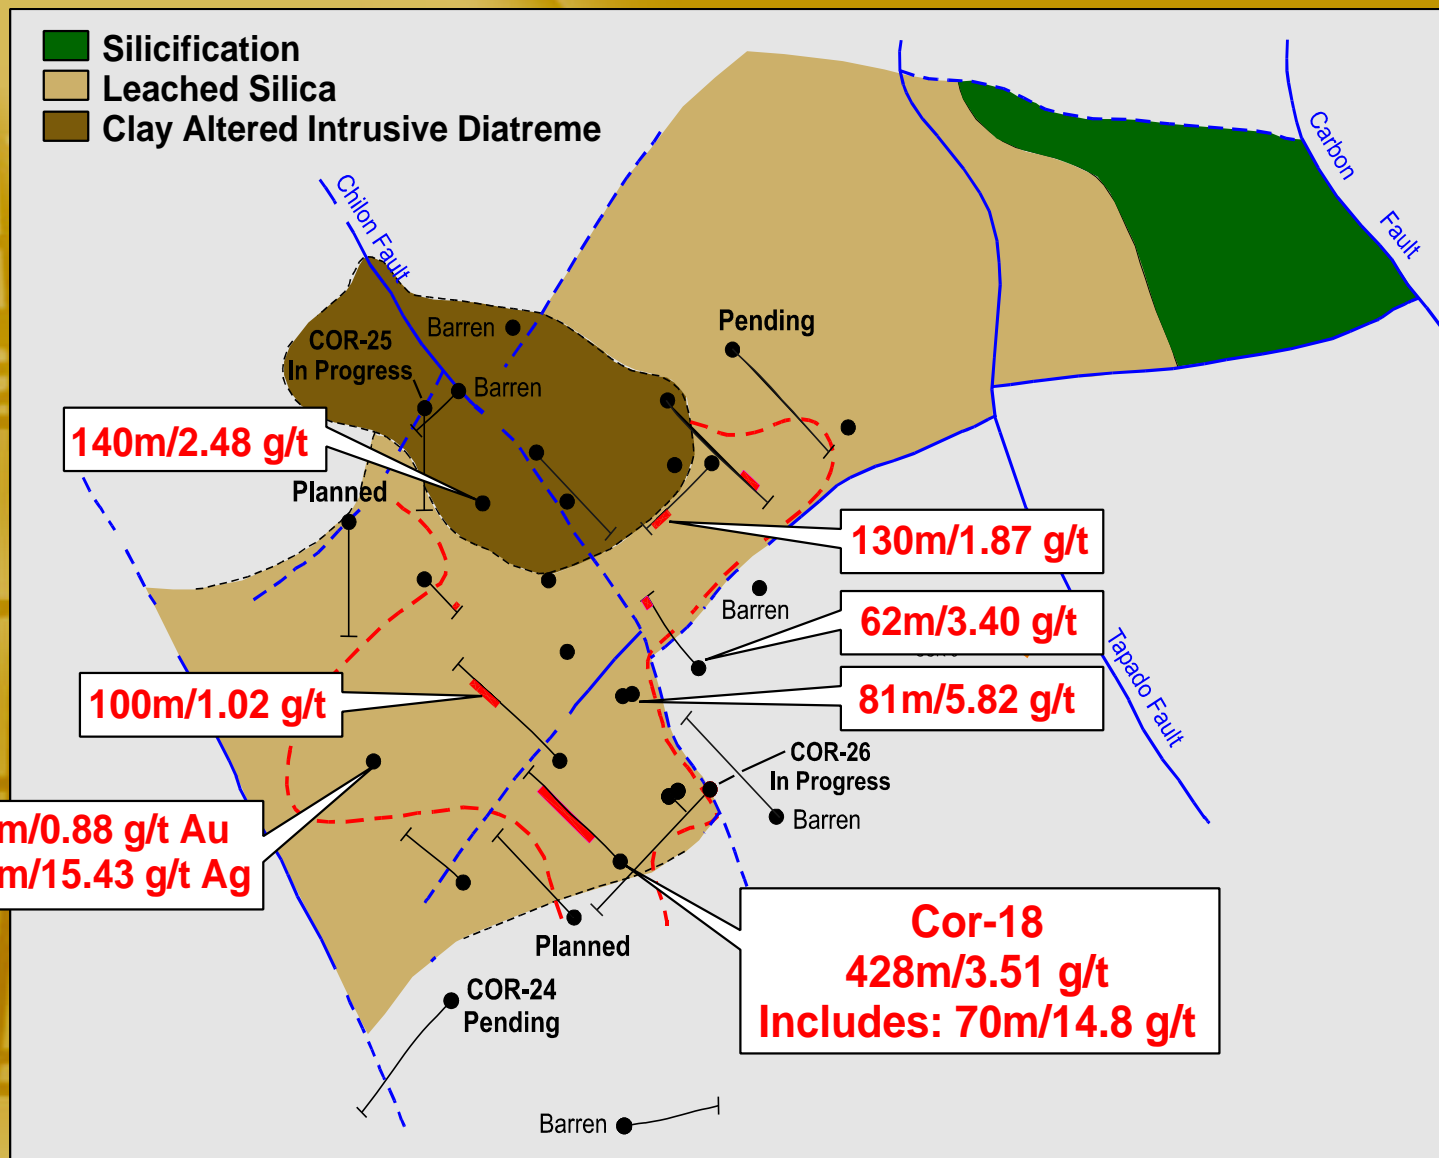 Silicification
Leached Silica
Clay Altered Intrusive Diatreme
Carbon
Fault
Chilon Fault
Barren
Pending
COR-25
In Progress
Barren
140m/2.48 g/t
Planned
130m/1.87 g/t
Barren
62m/3.40 g/t
Tapado Fault
100m/1.02 g/t
81m/5.82 g/t
COR-26
In Progress
Barren
m/0.88 g/t Au
m/15.43 g/t Ag
Cor-18
428m/3.51 g/t
Includes: 70m/14.8 g/t
Planned
COR-24
Pending
Barren